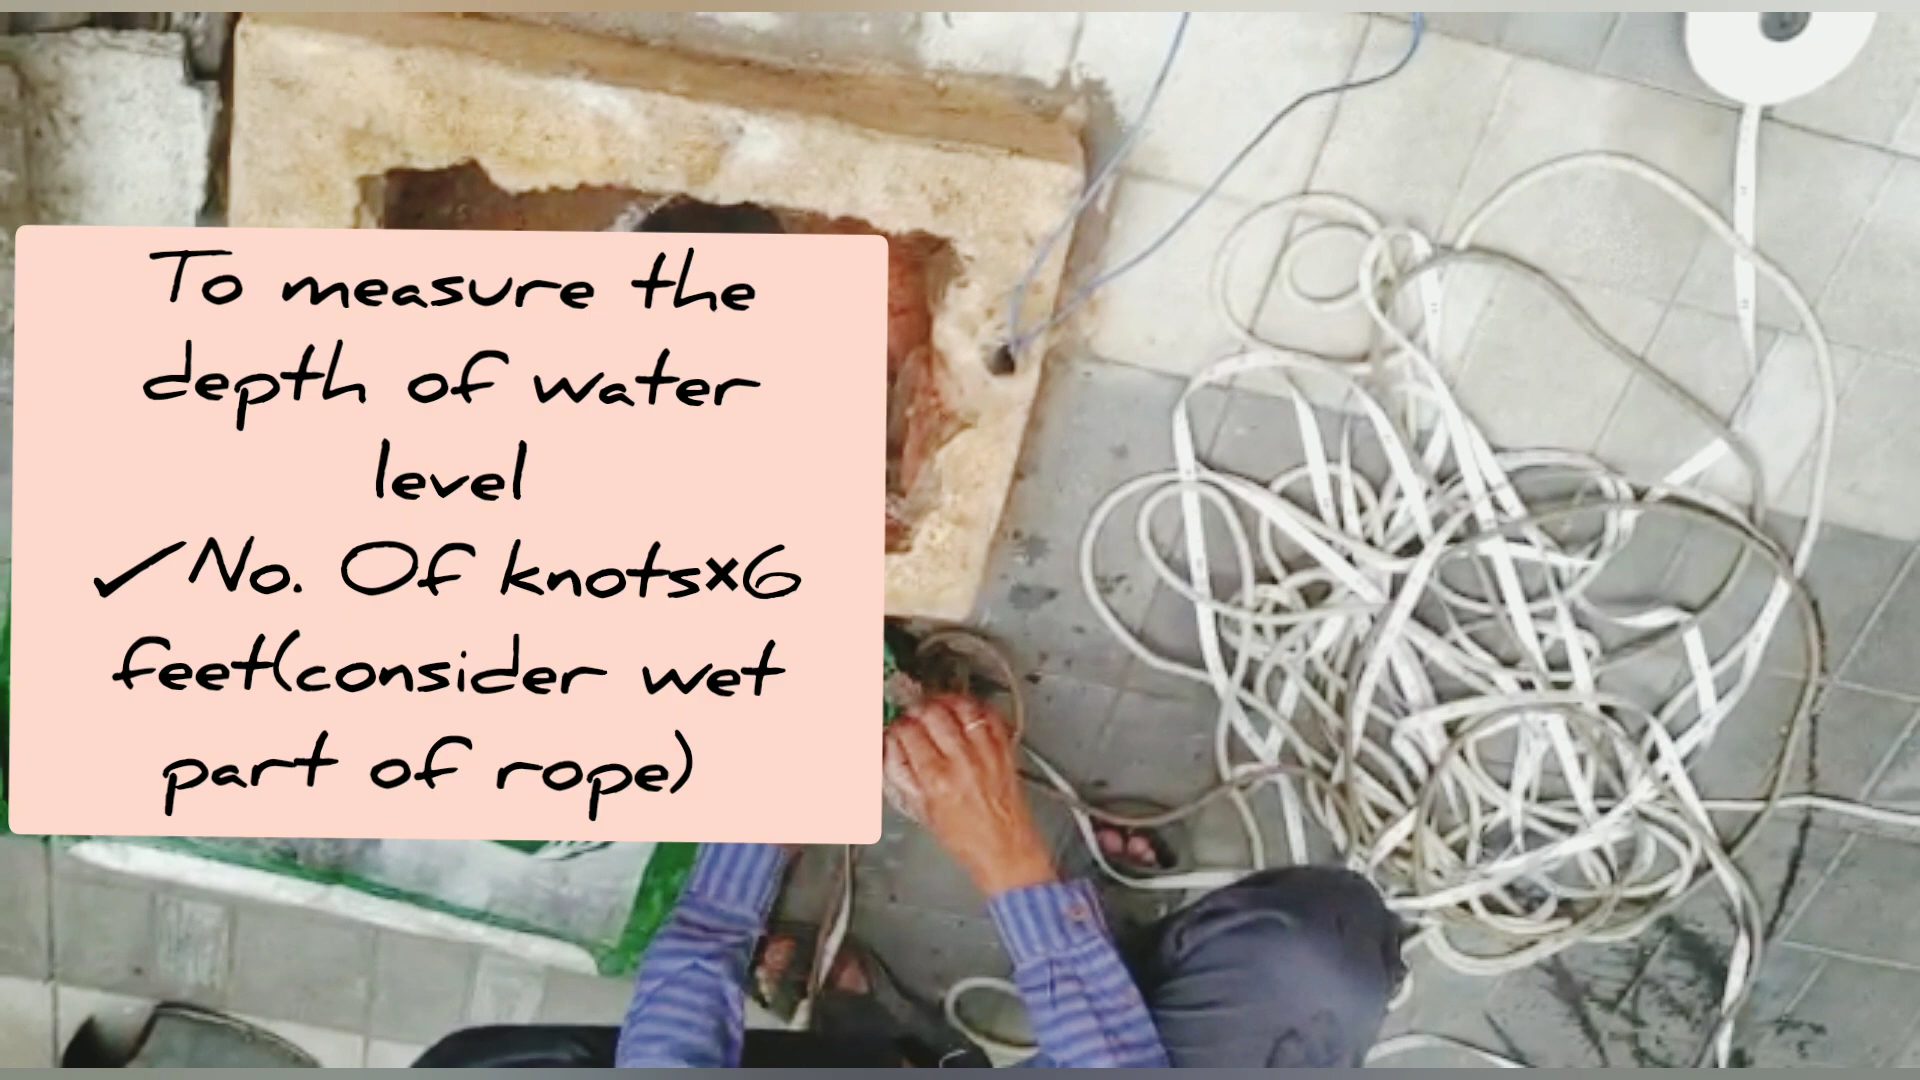 To measure the
depth of water
level
✓No. Of knots×6
feet(consider wet
part of rope)